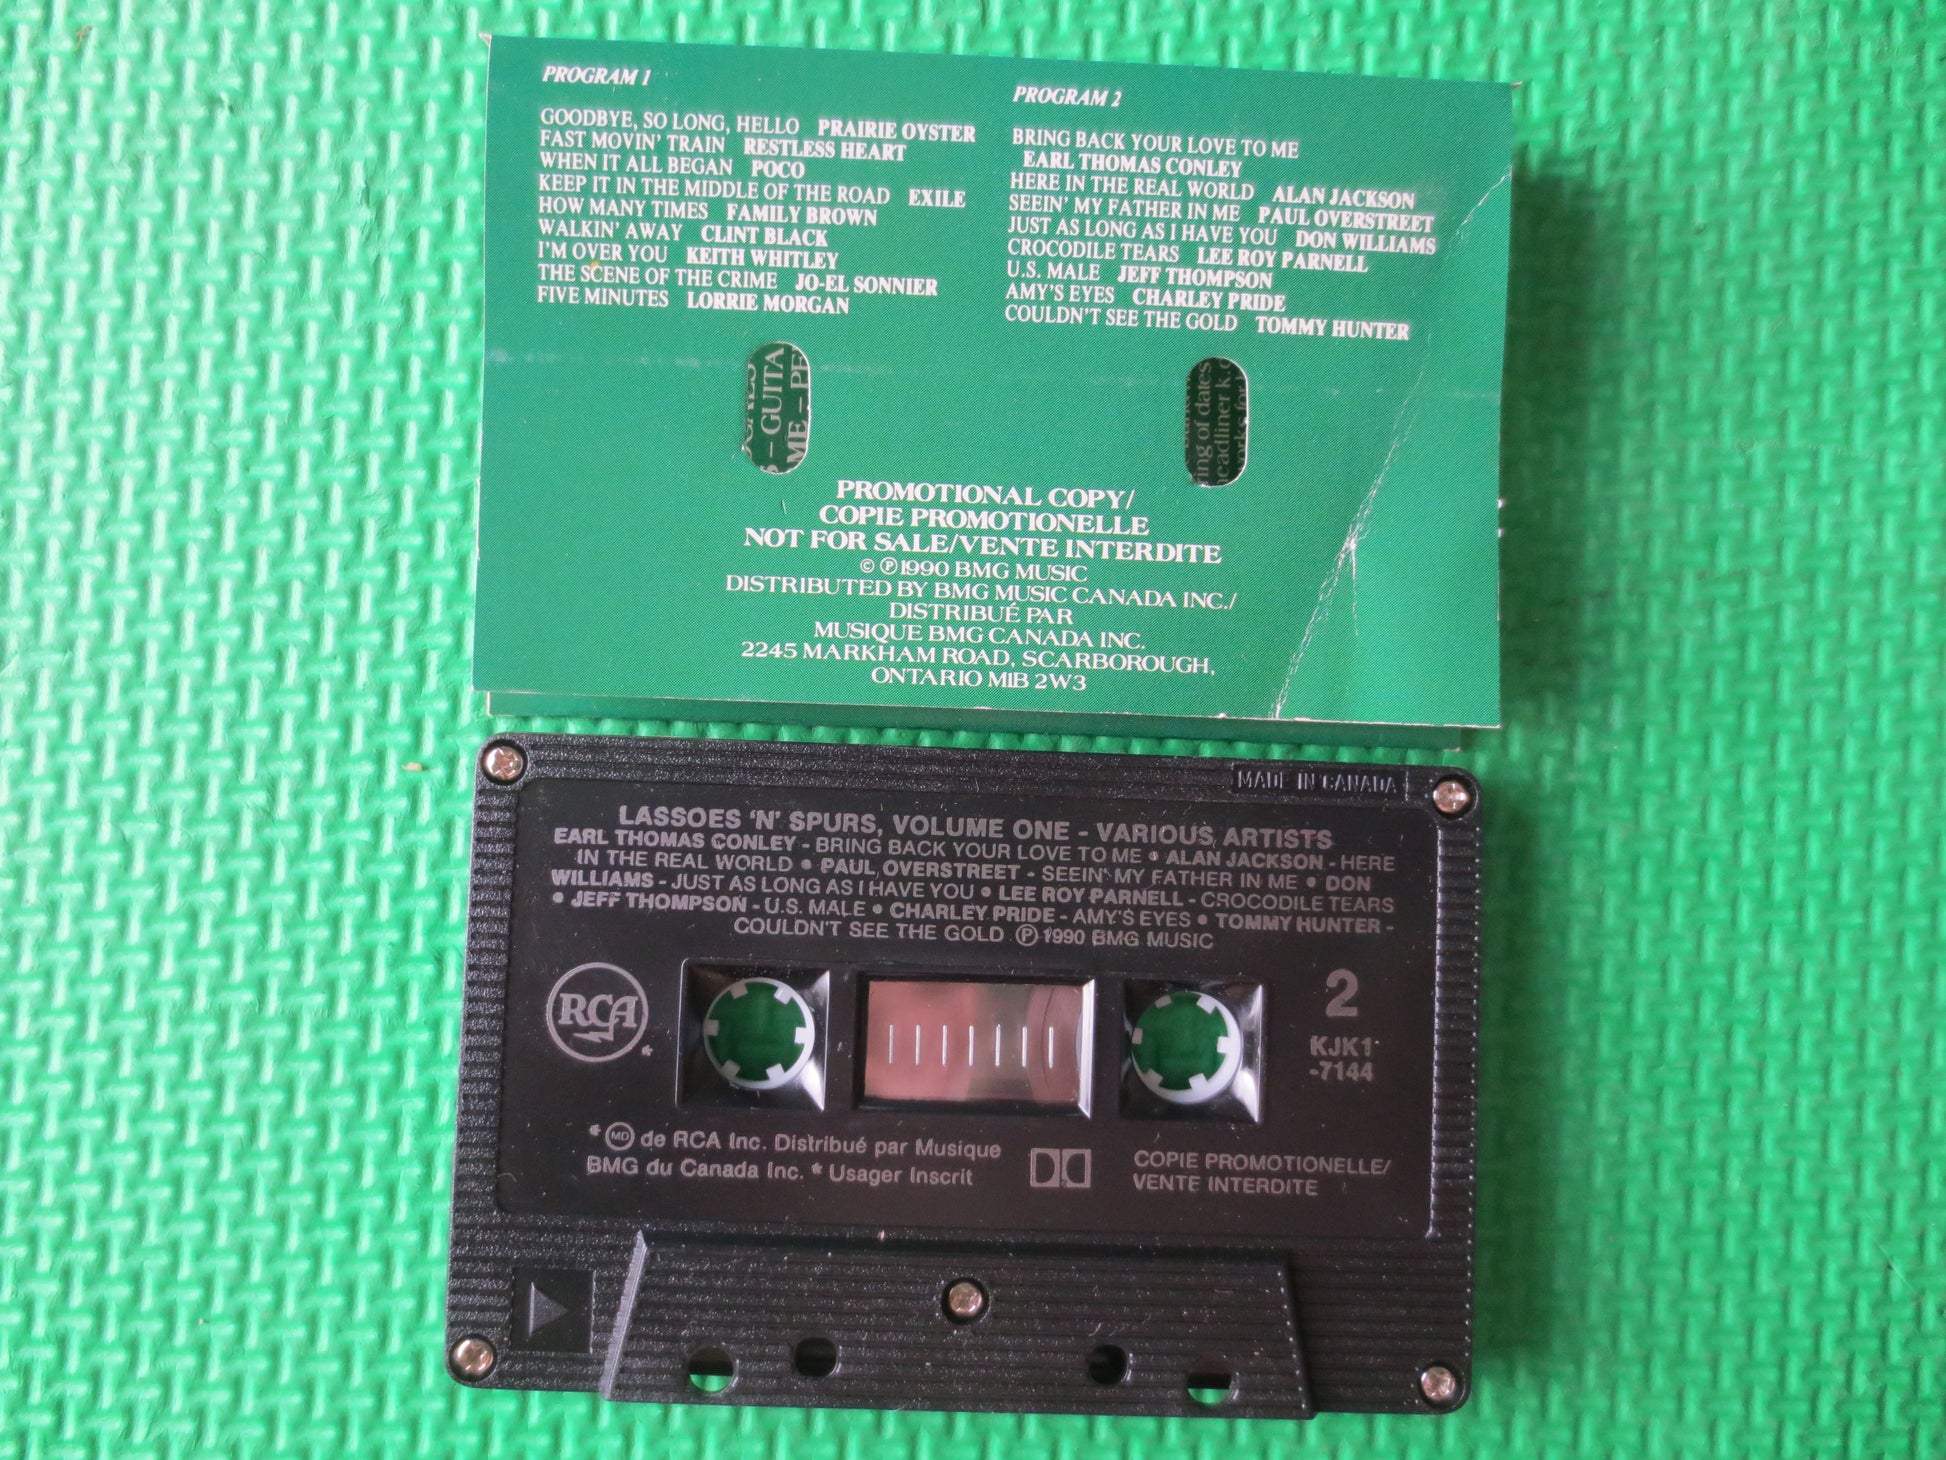 PROGRAM 1
GOODBYE, SO LONG, HELLO PRAIRIE OYSTER
FAST MOVIN' TRAIN RESTLESS HEART
WHEN IT ALL BEGAN POCO
KEEP IT IN THE MIDDLE OF THE ROAD EXILE
HOW MANY TIMES FAMILY BROWN
WALKIN' AWAY CLINT BLACK
I'M OVER YOU KEITH WHITLEY
THE SCENE OF THE CRIME JO-EL SONNIER
FIVE MINUTES LORRIE MORGAN
PROGRAM 2
BRING BACK YOUR LOVE TO ME
EARL THOMAS CONLEY
HERE IN THE REAL WORLD ALAN JACKSON
SEEIN' MY FATHER IN ME PAUL OVERSTREET
JUST AS LONG AS I HAVE YOU DON WILLIAMS
CROCODILE TEARS LEE ROY PARNELL
U.S. MALE JEFF THOMPSON
AMY'S EYES CHARLEY PRIDE
COULDN'T SEE THE GOLD TOMMY HUNTER
– GUITA
ME – PE
ing of dates
eadliner k.
PROMOTIONAL COPY/
COPIE PROMOTIONELLE
NOT FOR SALE/VENTE INTERDITE
© ℗ 1990 BMG MUSIC
DISTRIBUTED BY BMG MUSIC CANADA INC./
DISTRIBUÉ PAR
MUSIQUE BMG CANADA INC.
2245 MARKHAM ROAD, SCARBOROUGH,
ONTARIO M1B 2W3
MADE IN CANADA
LASSOES 'N' SPURS, VOLUME ONE - VARIOUS ARTISTS
EARL THOMAS CONLEY - BRING BACK YOUR LOVE TO ME • ALAN JACKSON - HERE
IN THE REAL WORLD • PAUL OVERSTREET - SEEIN' MY FATHER IN ME • DON
WILLIAMS - JUST AS LONG AS I HAVE YOU • LEE ROY PARNELL - CROCODILE TEARS
• JEFF THOMPSON - U.S. MALE • CHARLEY PRIDE - AMY'S EYES • TOMMY HUNTER -
COULDN'T SEE THE GOLD ℗ 1990 BMG MUSIC
RCA *
2
KJK1
-7144
* MD de RCA Inc. Distribué par Musique
BMG du Canada Inc. * Usager Inscrit
COPIE PROMOTIONELLE/
VENTE INTERDITE